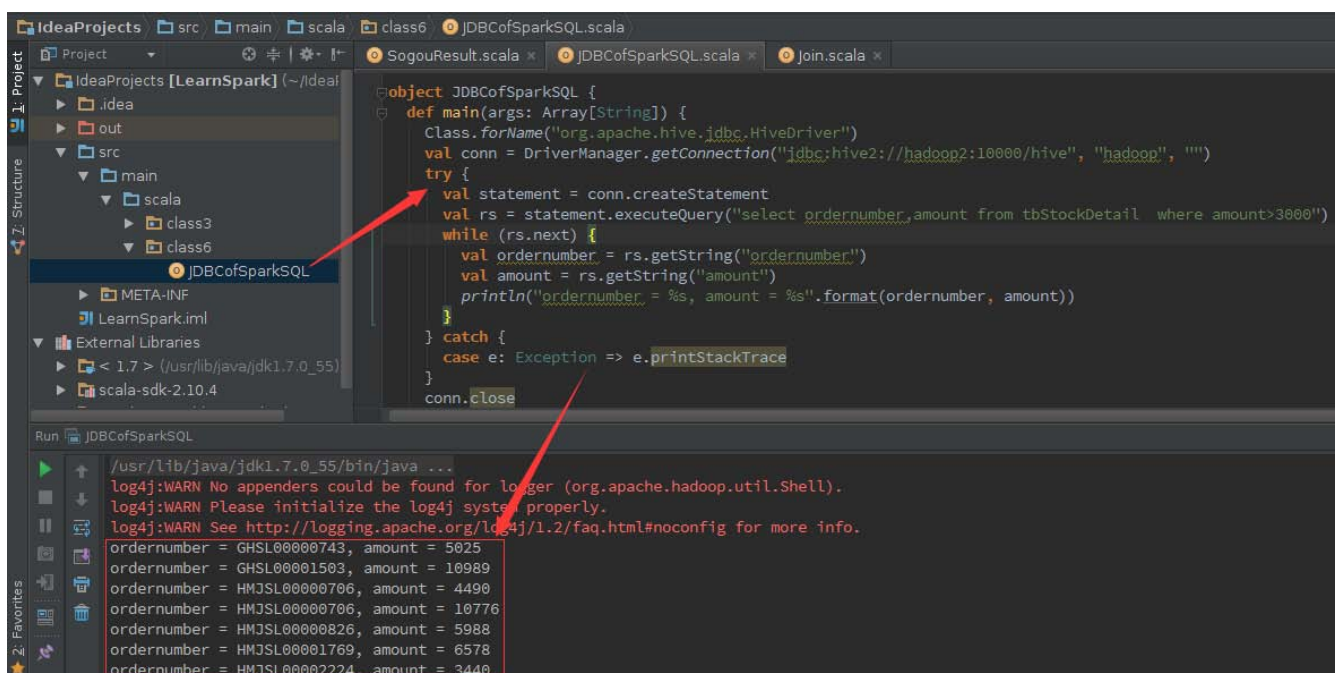 IdeaProjects src main scala class6 JDBCofSparkSQL.scala
Project
SogouResult.scala × JDBCofSparkSQL.scala × Join.scala ×
1: Project
Z: Structure
2: Favorites
IdeaProjects [LearnSpark] (~/Ideal
.idea
out
src
main
scala
class3
class6
JDBCofSparkSQL
META-INF
LearnSpark.iml
External Libraries
< 1.7 > (/usr/lib/java/jdk1.7.0_55)
scala-sdk-2.10.4
object JDBCofSparkSQL {
def main(args: Array[String]) {
Class.forName("org.apache.hive.jdbc.HiveDriver")
val conn = DriverManager.getConnection("jdbc:hive2://hadoop2:10000/hive", "hadoop", "")
try {
val statement = conn.createStatement
val rs = statement.executeQuery("select ordernumber,amount from tbStockDetail  where amount>3000")
while (rs.next) {
val ordernumber = rs.getString("ordernumber")
val amount = rs.getString("amount")
println("ordernumber = %s, amount = %s".format(ordernumber, amount))
}
} catch {
case e: Exception => e.printStackTrace
}
conn.close
Run JDBCofSparkSQL
/usr/lib/java/jdk1.7.0_55/bin/java ...
log4j:WARN No appenders could be found for logger (org.apache.hadoop.util.Shell).
log4j:WARN Please initialize the log4j system properly.
log4j:WARN See http://logging.apache.org/log4j/1.2/faq.html#noconfig for more info.
ordernumber = GHSL00000743, amount = 5025
ordernumber = GHSL00001503, amount = 10989
ordernumber = HMJSL00000706, amount = 4490
ordernumber = HMJSL00000706, amount = 10776
ordernumber = HMJSL00000826, amount = 5988
ordernumber = HMJSL00001769, amount = 6578
ordernumber = HMJSL00002224, amount = 3440